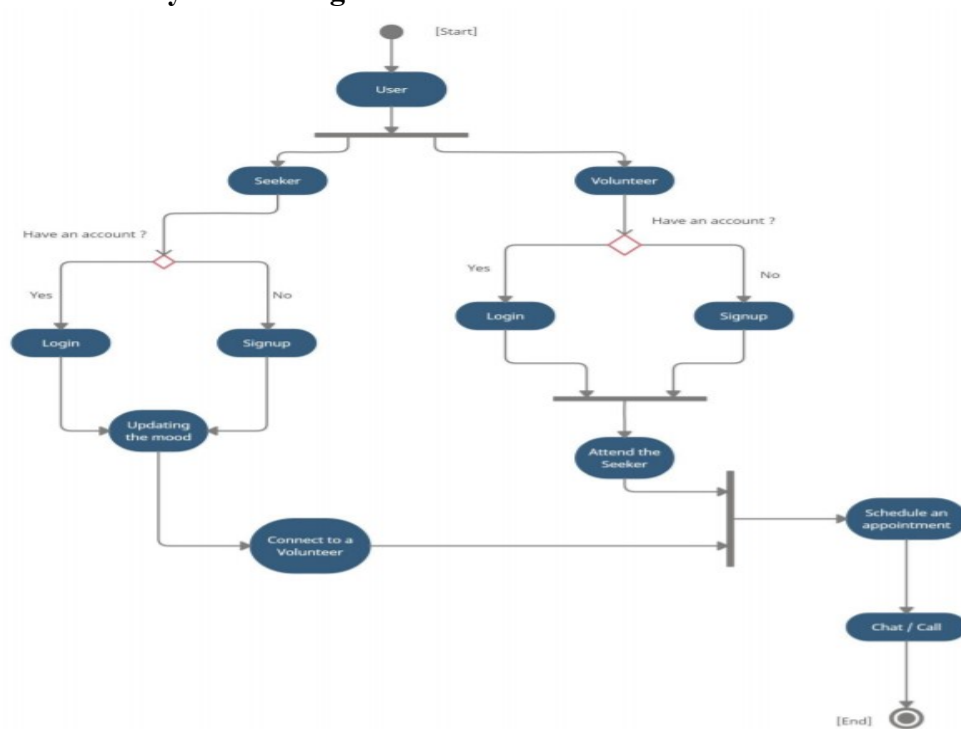 [Start]
User
Seeker
Volunteer
Have an account ?
Have an account ?
Yes
No
Yes
No
Login
Signup
Login
Signup
Updating
the mood
Attend the
Seeker
Connect to a
Volunteer
Schedule an
appointment
Chat / Call
[End]